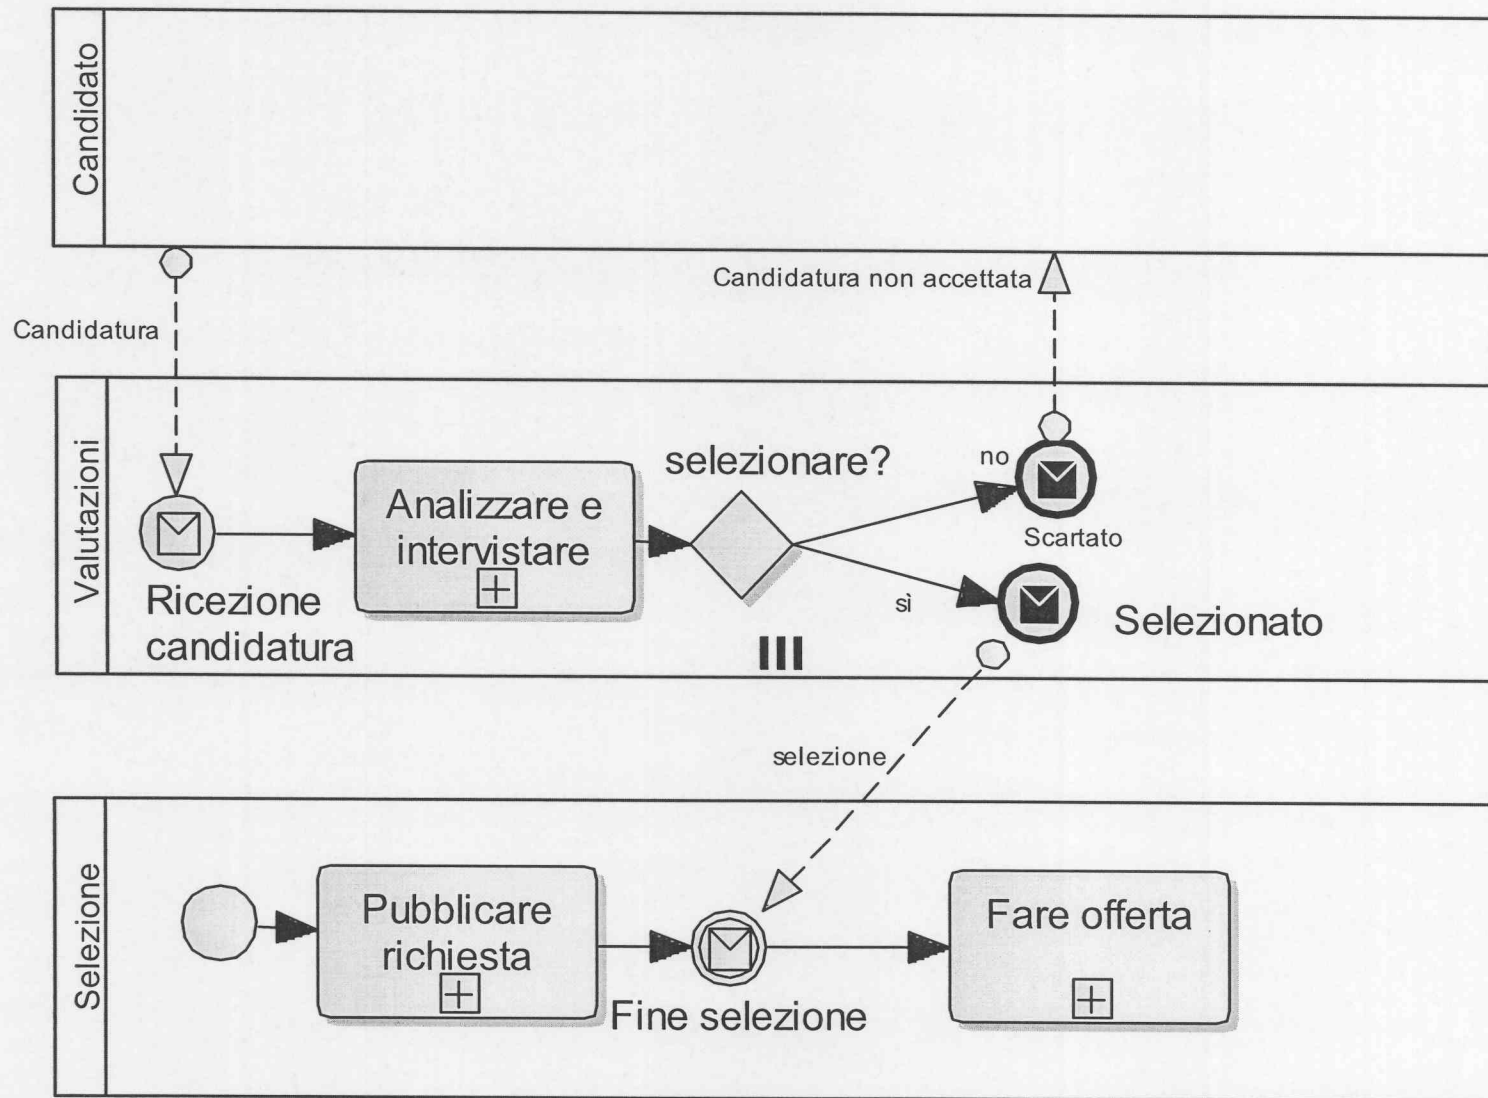 Candidato
Candidatura non accettata
Candidatura
Valutazioni
selezionare?
no
Analizzare e
intervistare
Scartato
sì
Ricezione
candidatura
Selezionato
selezione
Selezione
Pubblicare
richiesta
Fare offerta
Fine selezione